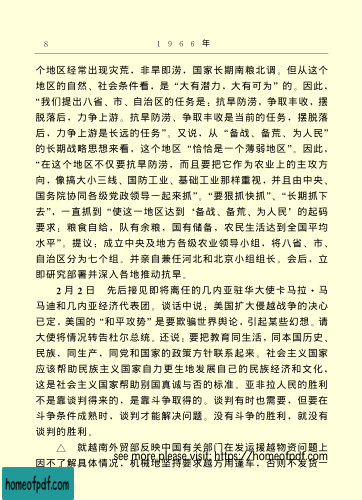 8 1 9 6 6 年
个地区经常出现灾荒，非旱即涝，国家长期南粮北调。但从这个
地区的自然、社会条件看，是“大有潜力，大有可为”的。因此，
“我们提出八省、市、自治区的任务是：抗旱防涝，争取丰收，摆
脱落后，力争上游。抗旱防涝、争取丰收是当前的任务，摆脱落
后，力争上游是长远的任务”。又说，从“备战、备荒、为人民”
的长期战略思想来看，这个地区“恰恰是一个薄弱地区”。因此，
“在这个地区不仅要抗旱防涝，而且要把它作为农业上的主攻方
向，像搞大小三线、国防工业、基础工业那样重视，并且由中央、
国务院协同各级党政领导一起来抓”。“要狠抓快抓”、“长期抓下
去”，一直抓到“使这一地区达到‘备战、备荒、为人民’的起码
要求：粮食自给，队有余粮，国有储备，农民生活达到全国平均
水平”。提议：成立中央及地方各级农业领导小组，将八省、市、
自治区分为七个组。并亲自兼任河北和北京小组组长。会后，立
即研究部署并深入各地推动抗旱。
2 月 2 日 先后接见即将离任的几内亚驻华大使卡马拉·马
马迪和几内亚经济代表团。谈话中说：美国扩大侵越战争的决心
已定，美国的“和平攻势”是要欺骗世界舆论，引起某些幻想。请
大使将情况转告杜尔总统。还说：要把教育同生活，同本国历史、
民族，同生产，同党和国家的政策方针联系起来。社会主义国家
应该帮助民族主义国家自力更生地发展自己的民族经济和文化，
这是社会主义国家帮助别国真诚与否的标准。亚非拉人民的胜利
不是靠谈判得来的，是靠斗争取得的。谈判有时也需要，但要在
斗争条件成熟时，谈判才能解决问题。没有斗争的胜利，就没有
谈判的胜利。
△ 就越南外贸部反映中国有关部门在发运援越物资问题上
因不了解具体情况，机械地坚持要求越方用篷车，否则不发货一
see more please visit: https://homeofpdf.com
homeofpdf.com